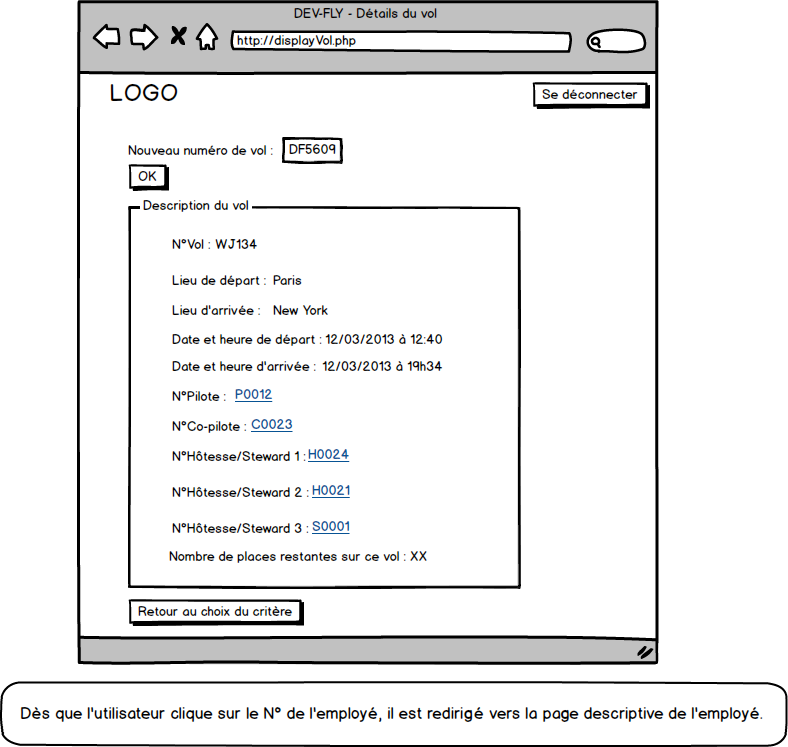 DEV-FLY - Détails du vol
http://displayVol.php
LOGO
Se déconnecter
Nouveau numéro de vol : DF5609
OK
Description du vol
N°Vol : WJ134
Lieu de départ : Paris
Lieu d'arrivée : New York
Date et heure de départ : 12/03/2013 à 12:40
Date et heure d'arrivée : 12/03/2013 à 19h34
N°Pilote : P0012
N°Co-pilote : C0023
N°Hôtesse/Steward 1 : H0024
N°Hôtesse/Steward 2 : H0021
N°Hôtesse/Steward 3 : S0001
Nombre de places restantes sur ce vol : XX
Retour au choix du critère
Dès que l'utilisateur clique sur le N° de l'employé, il est redirigé vers la page descriptive de l'employé.